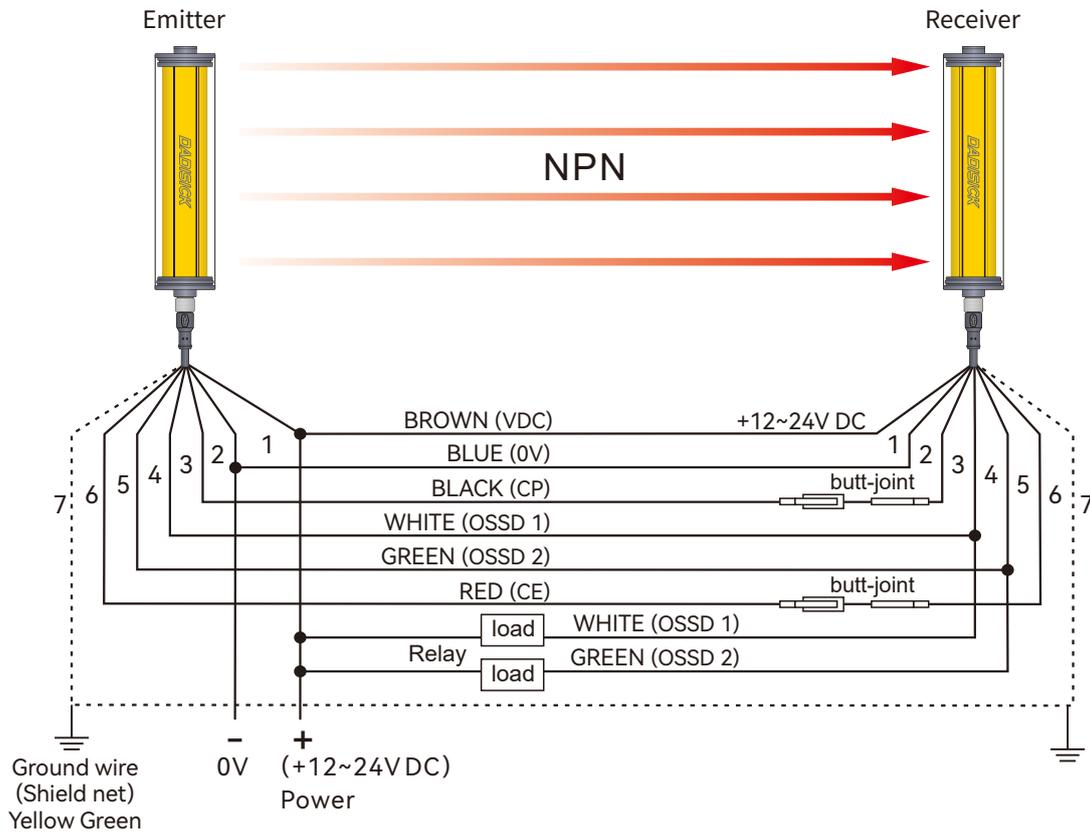 Emitter
Receiver
DADISICK
DADISICK
NPN
BROWN (VDC)
+12~24V DC
BLUE (0V)
BLACK (CP)
butt-joint
WHITE (OSSD 1)
GREEN (OSSD 2)
RED (CE)
butt-joint
7 6 5 4 3 2 1
1 2 3 4 5 6 7
load
WHITE (OSSD 1)
Relay
load
GREEN (OSSD 2)
−
+
0V
(+12~24V DC)
Power
Ground wire
(Shield net)
Yellow Green